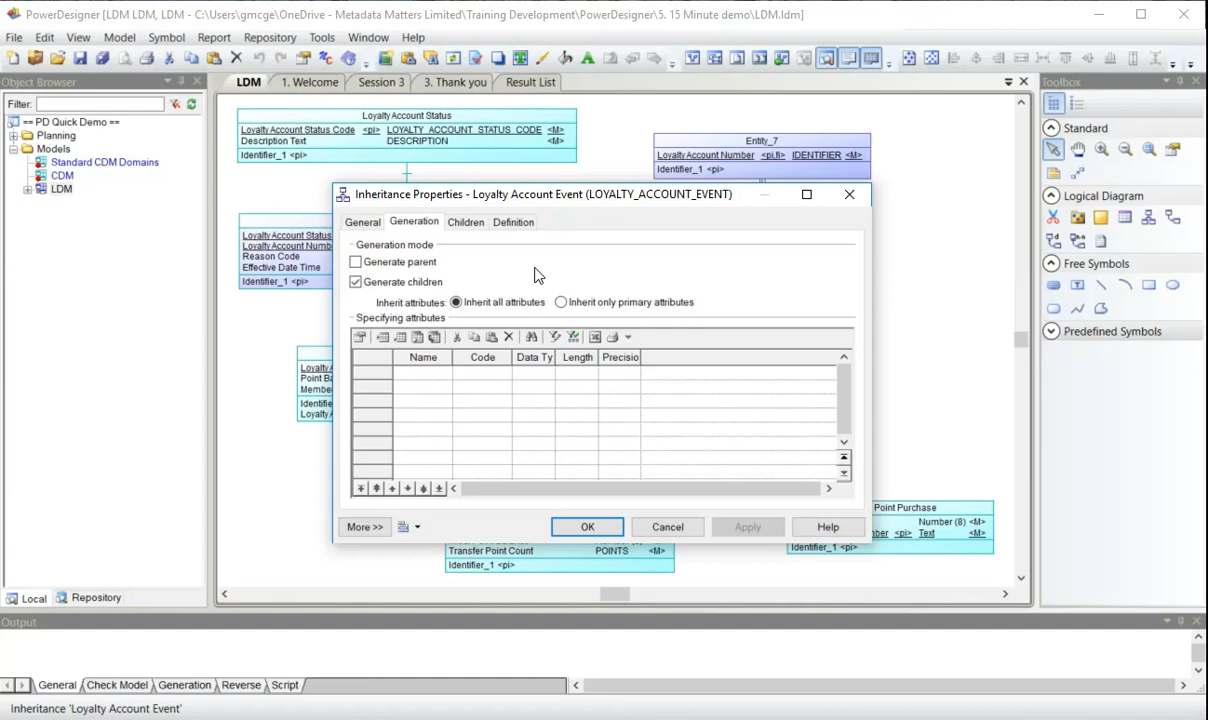 PowerDesigner [LDM LDM, LDM - C:\Users\gmcge\OneDrive - Metadata Matters Limited\Training Development\PowerDesigner\5. 15 Minute demo\LDM.ldm]
File Edit View Model Symbol Report Repository Tools Window Help
Object Browser
Filter:
== PD Quick Demo ==
Planning
Models
Standard CDM Domains
CDM
LDM
Local Repository
LDM 1. Welcome Session 3 3. Thank you Result List
Loyalty Account Status
Loyalty Account Status Code <pi> LOYALTY_ACCOUNT_STATUS_CODE <M>
Description Text DESCRIPTION <M>
Identifier_1 <pi>
Entity_7
Loyalty Account Number <pi,fi> IDENTIFIER <M>
Identifier_1 <pi>
Loyalty Account Status
Loyalty Account Numb
Reason Code
Effective Date Time
Identifier_1 <pi>
Loyalty A
Point Ba
Membe
Identifie
Loyalty A
Inheritance Properties - Loyalty Account Event (LOYALTY_ACCOUNT_EVENT)
General Generation Children Definition
Generation mode
Generate parent
Generate children
Inherit attributes: Inherit all attributes Inherit only primary attributes
Specifying attributes
Name Code Data Ty Length Precisio
More >> OK Cancel Apply Help
Transfer Point Count POINTS <M>
Identifier_1 <pi>
Point Purchase
Number (8) <M>
ber <pi> Text <M>
Identifier_1 <pi>
Toolbox
Standard
Logical Diagram
Free Symbols
Predefined Symbols
Output
General Check Model Generation Reverse Script
Inheritance 'Loyalty Account Event'